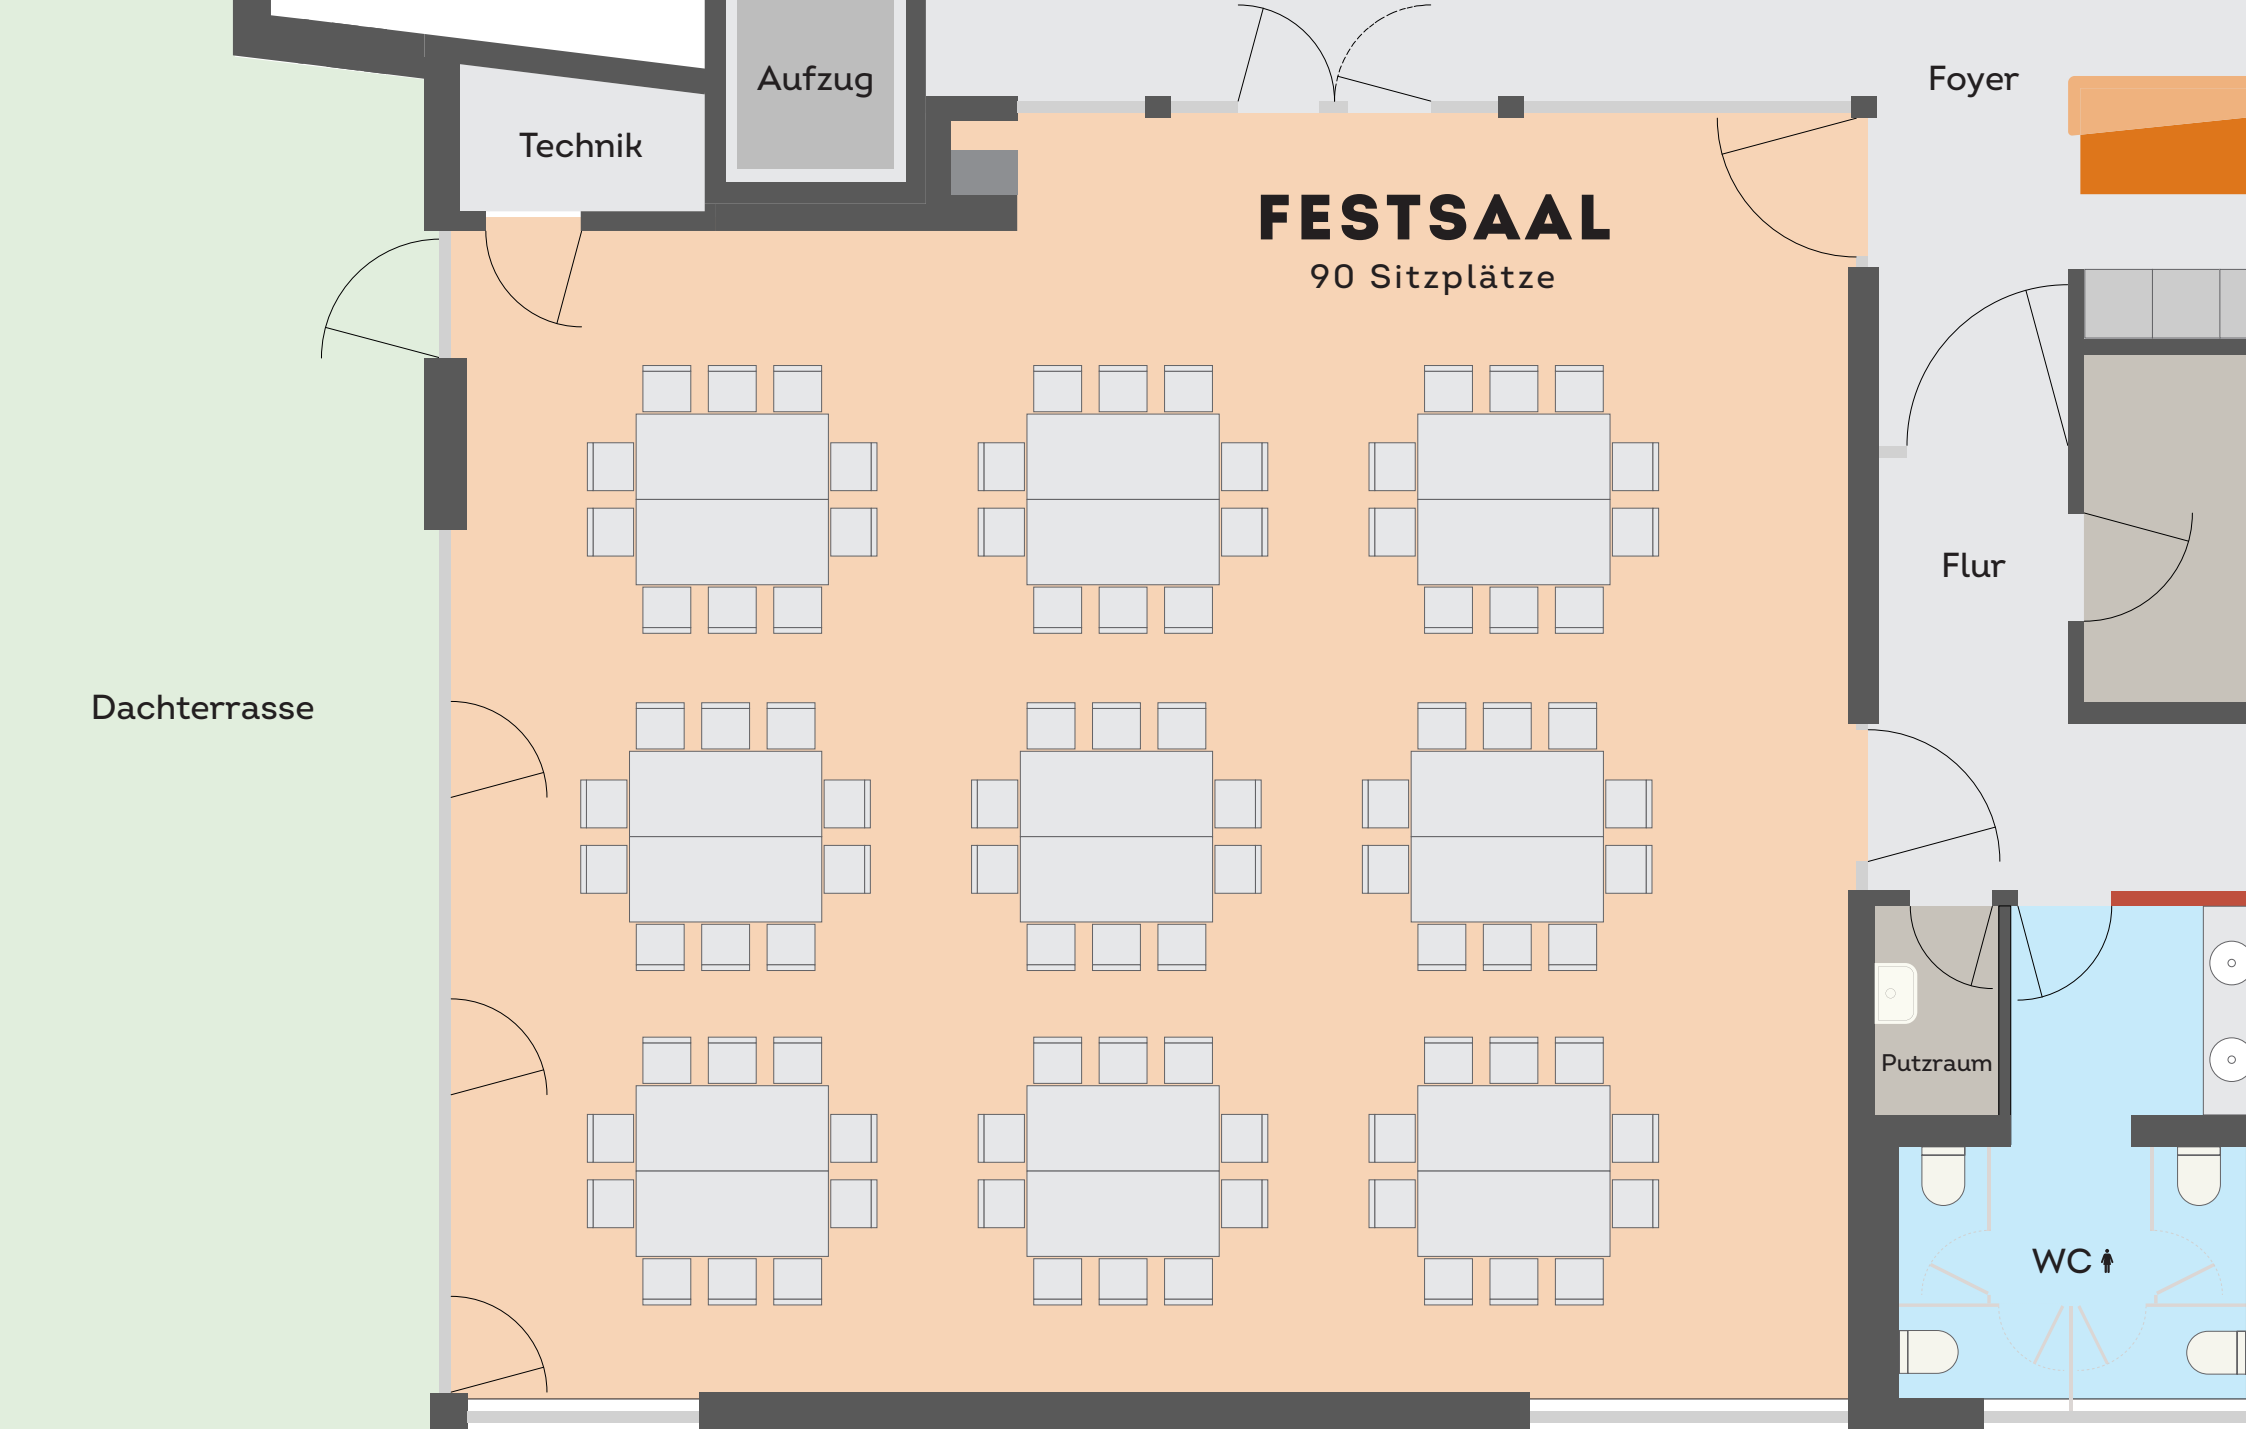 Aufzug
Foyer
Technik
FESTSAAL
90 Sitzplätze
Flur
Dachterrasse
Putzraum
WC